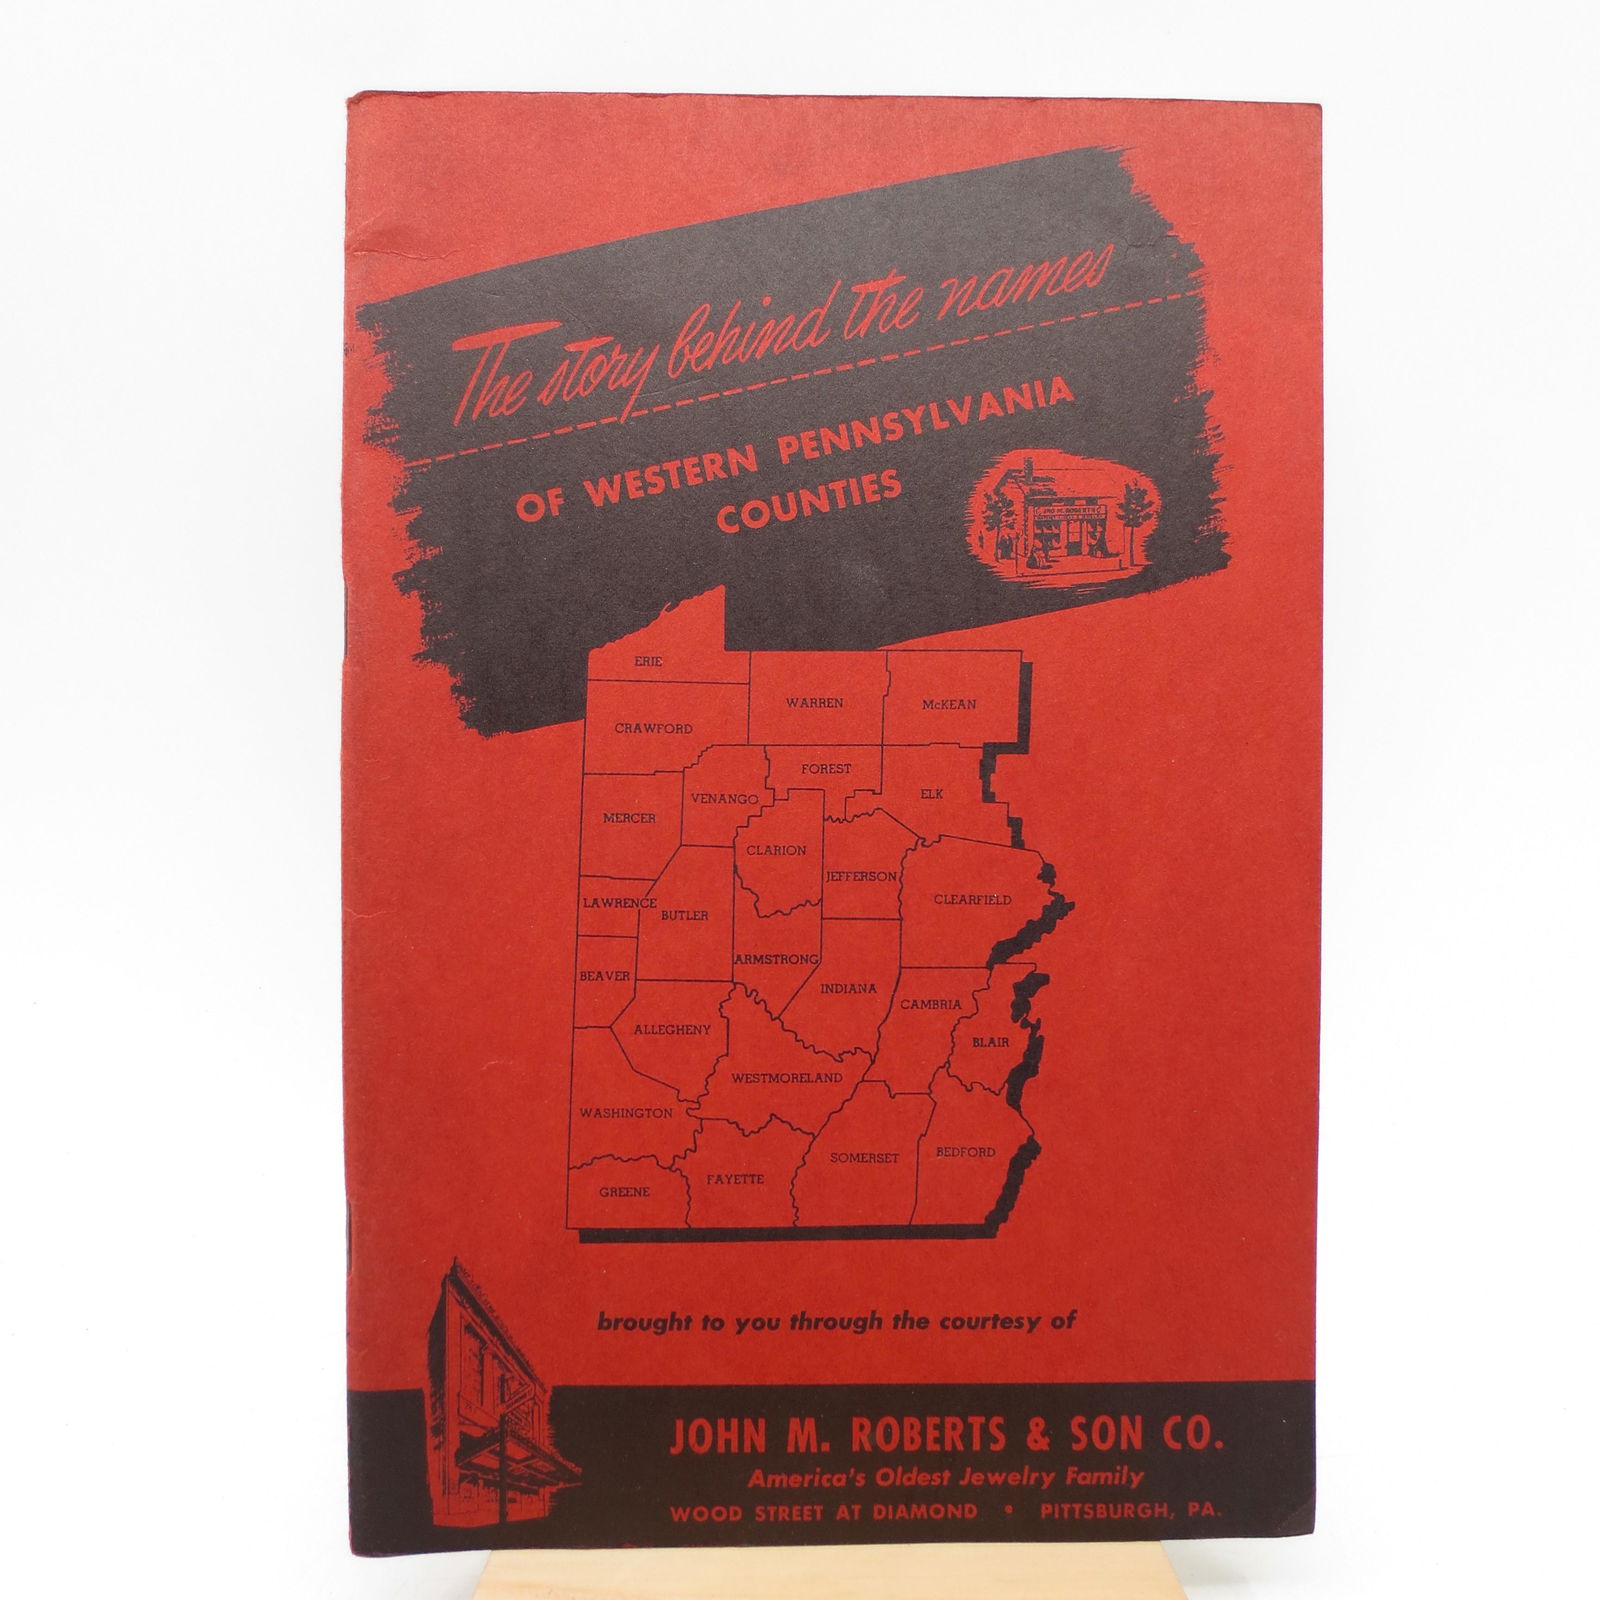 The story behind the names
OF WESTERN PENNSYLVANIA
COUNTIES
JNO M. ROBERTS
ERIE
WARREN
McKEAN
CRAWFORD
FOREST
VENANGO
ELK
MERCER
CLARION
JEFFERSON
CLEARFIELD
LAWRENCE
BUTLER
ARMSTRONG
BEAVER
INDIANA
CAMBRIA
ALLEGHENY
BLAIR
WESTMORELAND
WASHINGTON
SOMERSET
BEDFORD
FAYETTE
GREENE
brought to you through the courtesy of
JOHN M. ROBERTS & SON CO.
America's Oldest Jewelry Family
WOOD STREET AT DIAMOND • PITTSBURGH, PA.